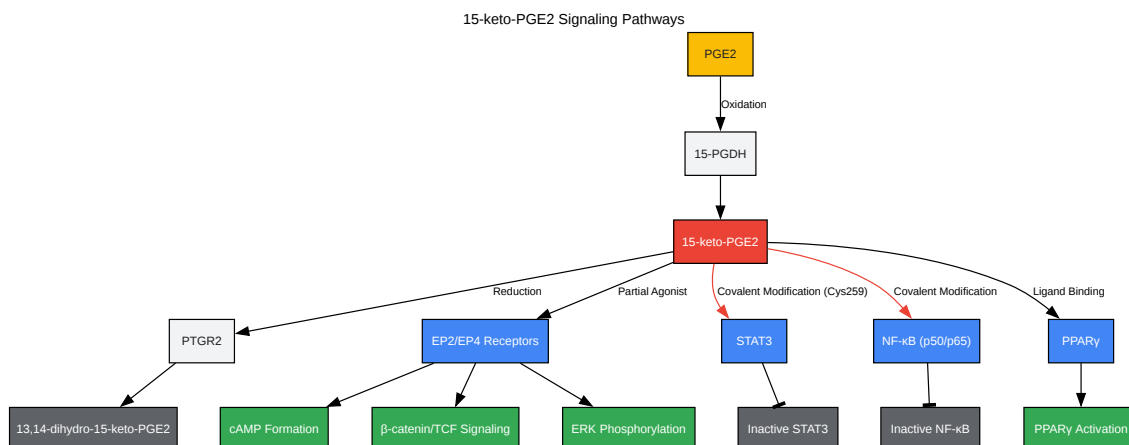 15-keto-PGE2 Signaling Pathways
PGE2
Oxidation
15-PGDH
15-keto-PGE2
Reduction
Partial Agonist
Covalent Modification (Cys259)
Covalent Modification
Ligand Binding
PTGR2
EP2/EP4 Receptors
STAT3
NF-κB (p50/p65)
PPARγ
13,14-dihydro-15-keto-PGE2
cAMP Formation
β-catenin/TCF Signaling
ERK Phosphorylation
Inactive STAT3
Inactive NF-κB
PPARγ Activation